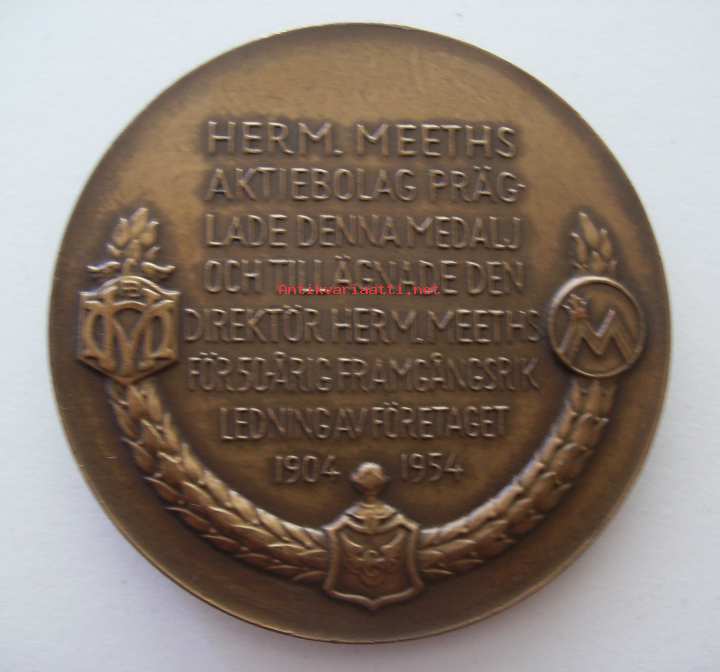 HERM. MEETHS
AKTIEBOLAG PRÄG-
LADE DENNA MEDALJ
OCH TILLÄGNADE DEN
Antikvariaatti.net
DIREKTÖR HERM. MEETHS
FÖR 50-ÅRIG FRAMGÅNGSRIK
LEDNING AV FÖRETAGET
1904 1954
M